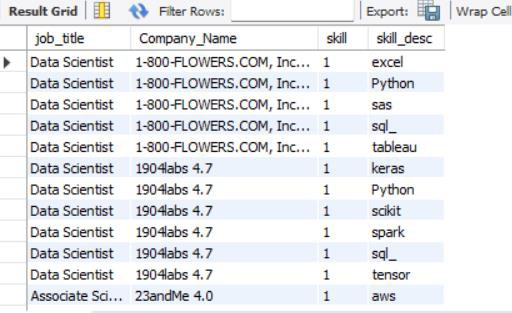 Result Grid Filter Rows: Export: Wrap Cell
job_title Company_Name skill skill_desc
Data Scientist 1-800-FLOWERS.COM, Inc... 1 excel
Data Scientist 1-800-FLOWERS.COM, Inc... 1 Python
Data Scientist 1-800-FLOWERS.COM, Inc... 1 sas
Data Scientist 1-800-FLOWERS.COM, Inc... 1 sql_
Data Scientist 1-800-FLOWERS.COM, Inc... 1 tableau
Data Scientist 1904labs 4.7 1 keras
Data Scientist 1904labs 4.7 1 Python
Data Scientist 1904labs 4.7 1 scikit
Data Scientist 1904labs 4.7 1 spark
Data Scientist 1904labs 4.7 1 sql_
Data Scientist 1904labs 4.7 1 tensor
Associate Sci... 23andMe 4.0 1 aws